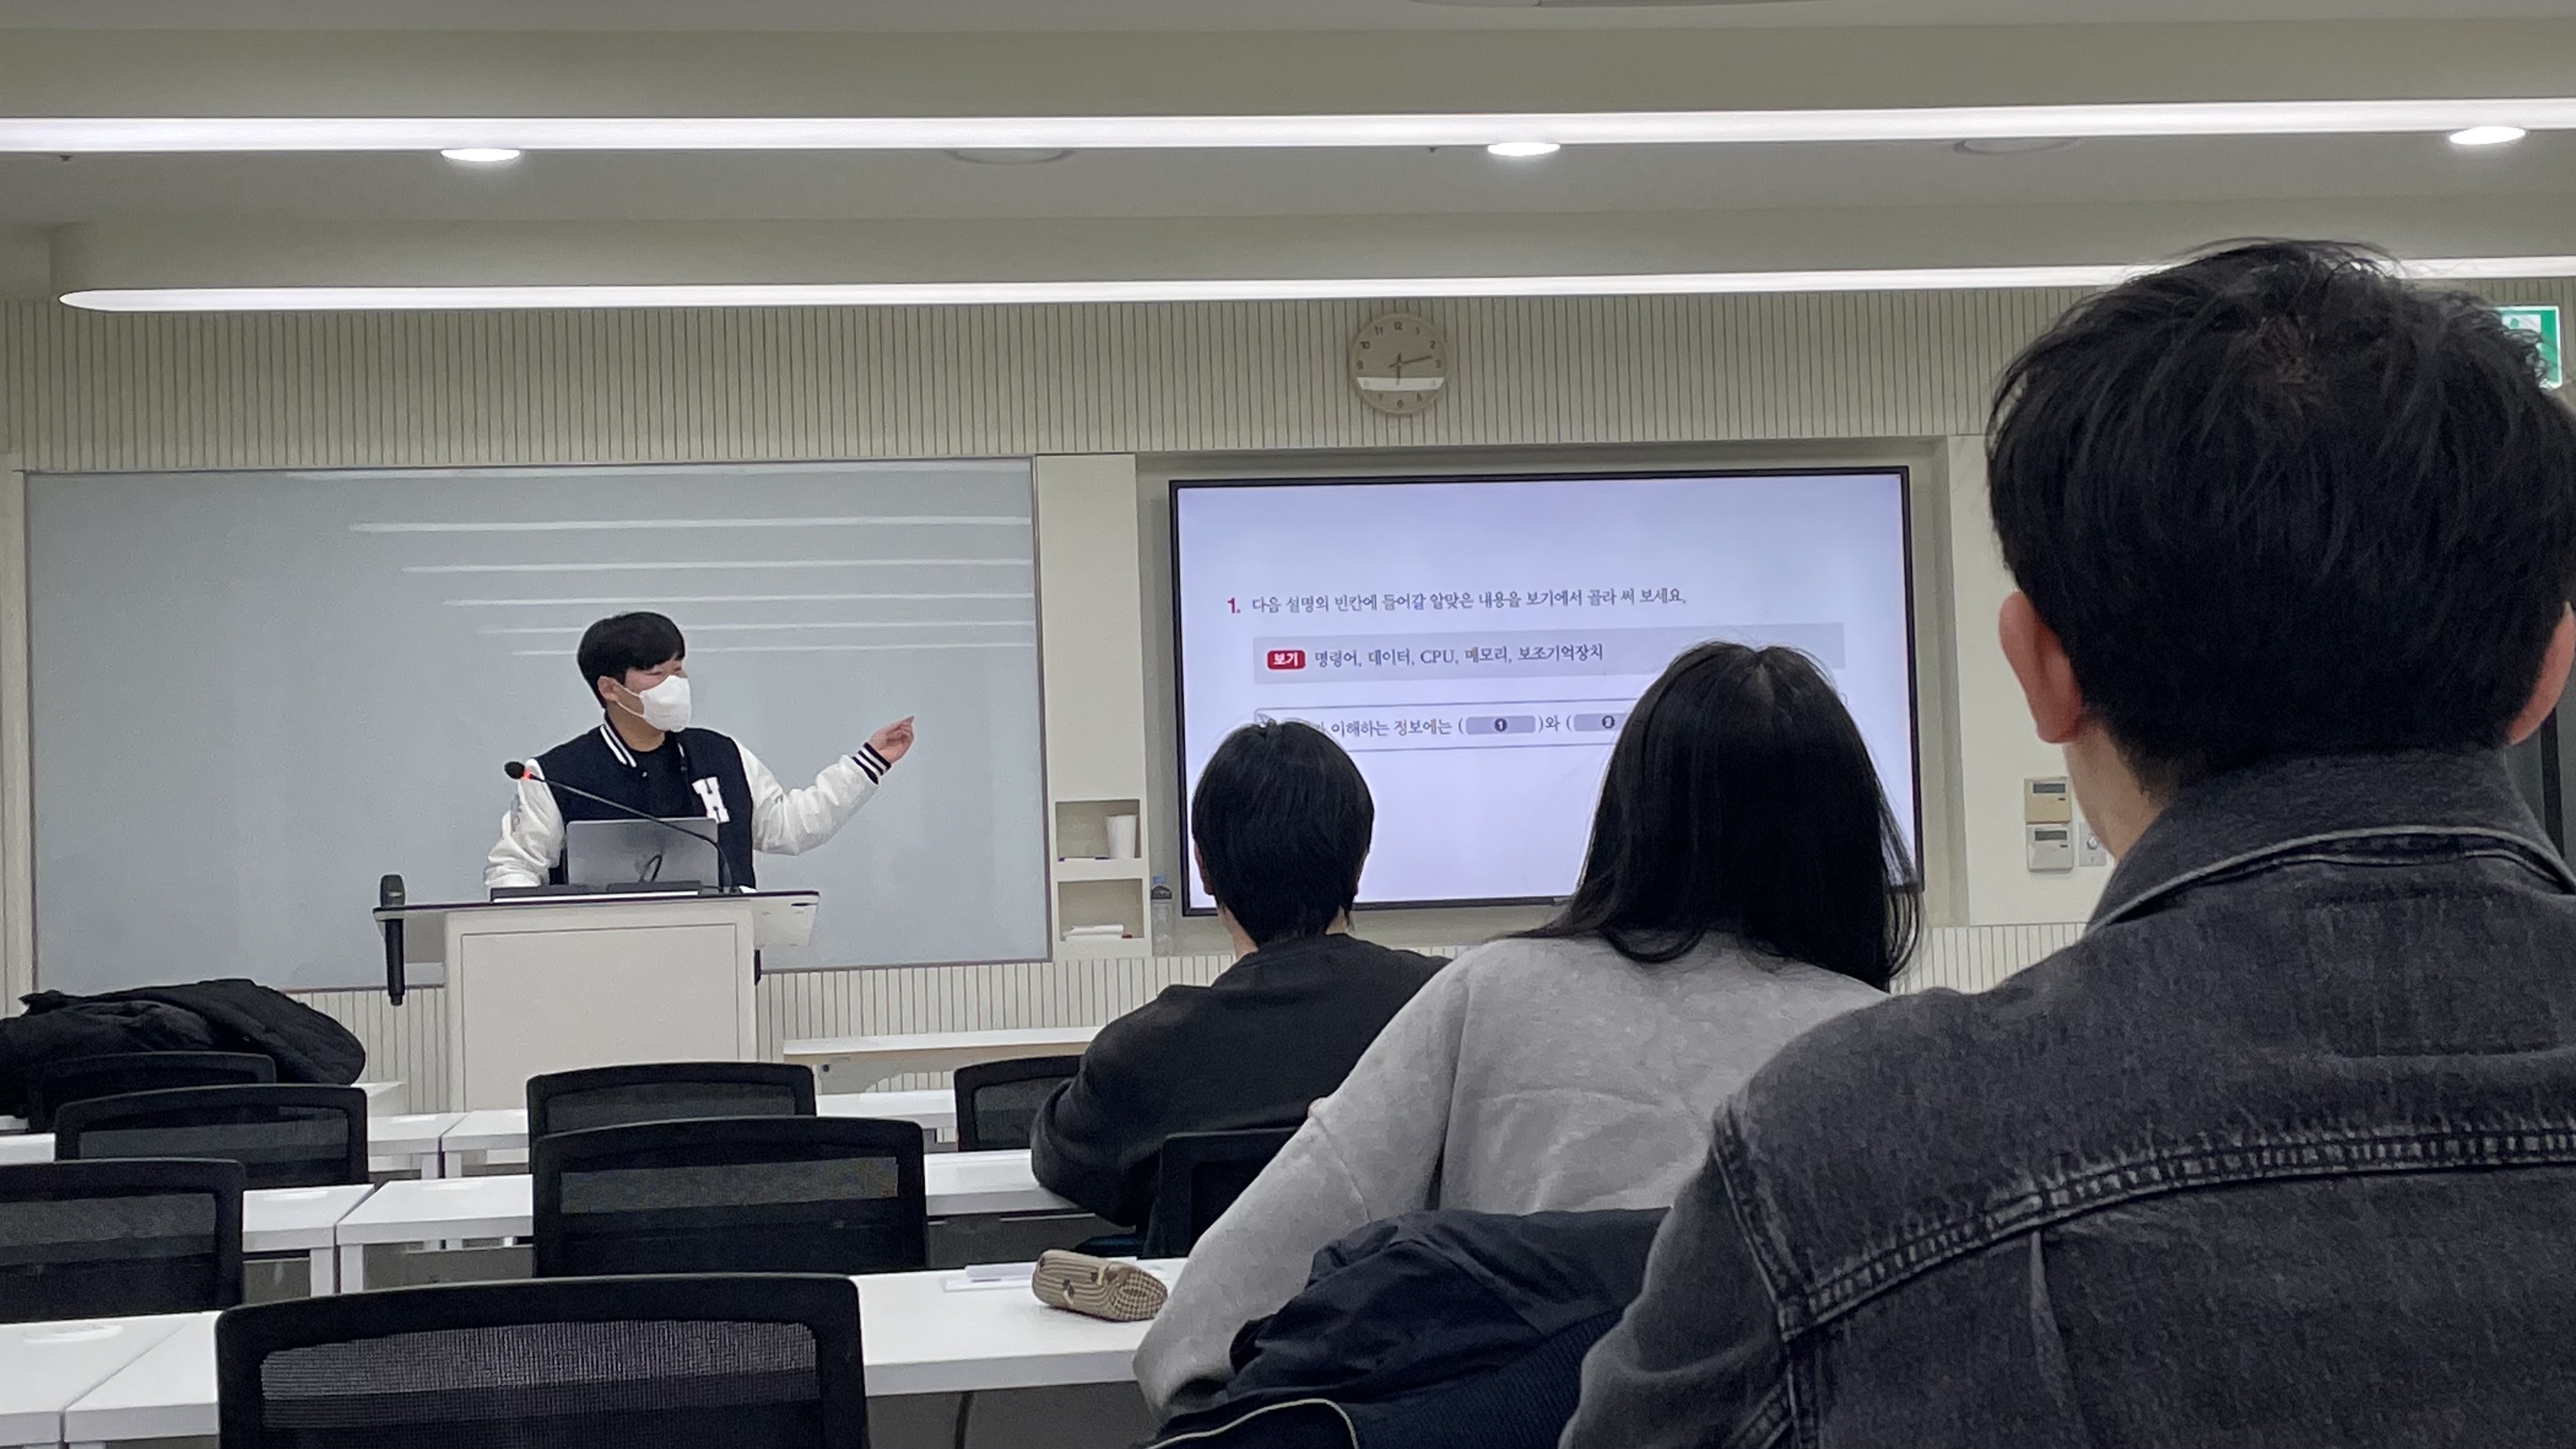 1. 다음 설명의 빈칸에 들어갈 알맞은 내용을 보기에서 골라 써 보세요.
보기 명령어, 데이터, CPU, 메모리, 보조기억장치
이해하는 정보에는 ( 1 )와 ( 2
H